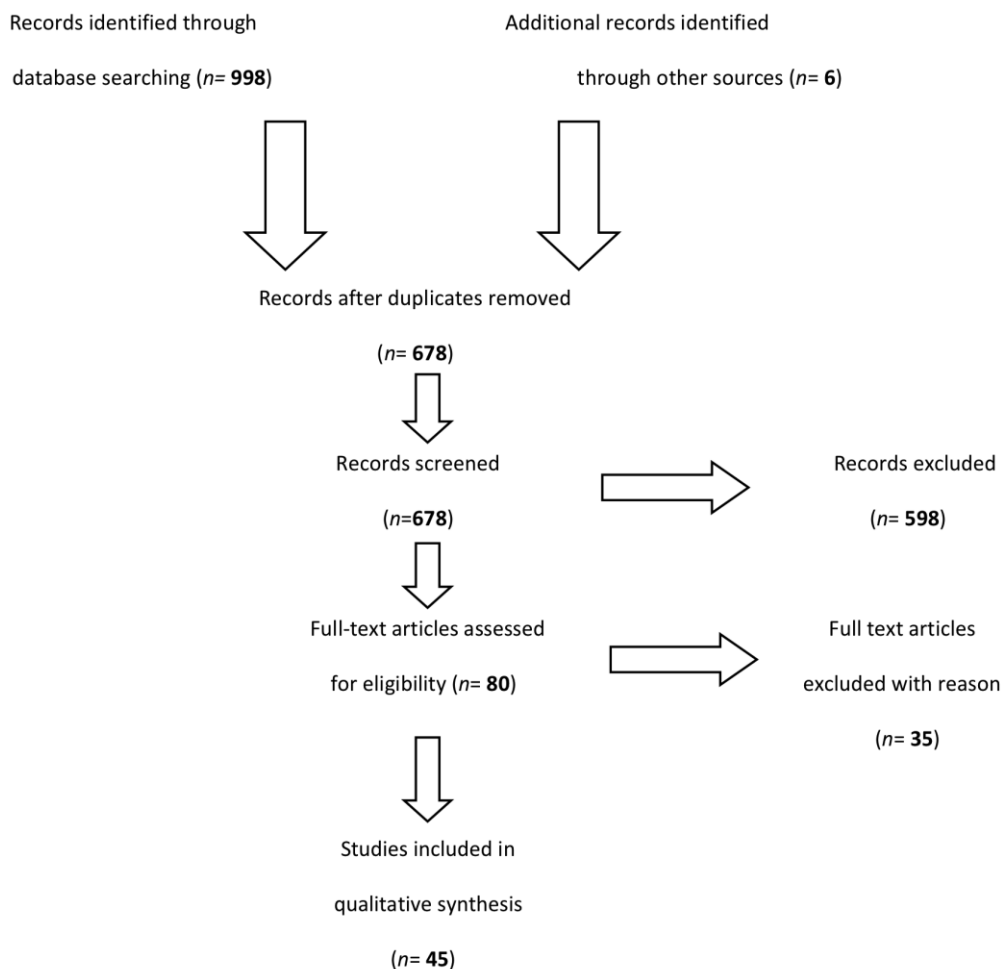 Records identified through
database searching (n= 998)
Additional records identified
through other sources (n= 6)
Records after duplicates removed
(n= 678)
Records screened
(n=678)
Records excluded
(n= 598)
Full-text articles assessed
for eligibility (n= 80)
Full text articles
excluded with reason
(n= 35)
Studies included in
qualitative synthesis
(n= 45)